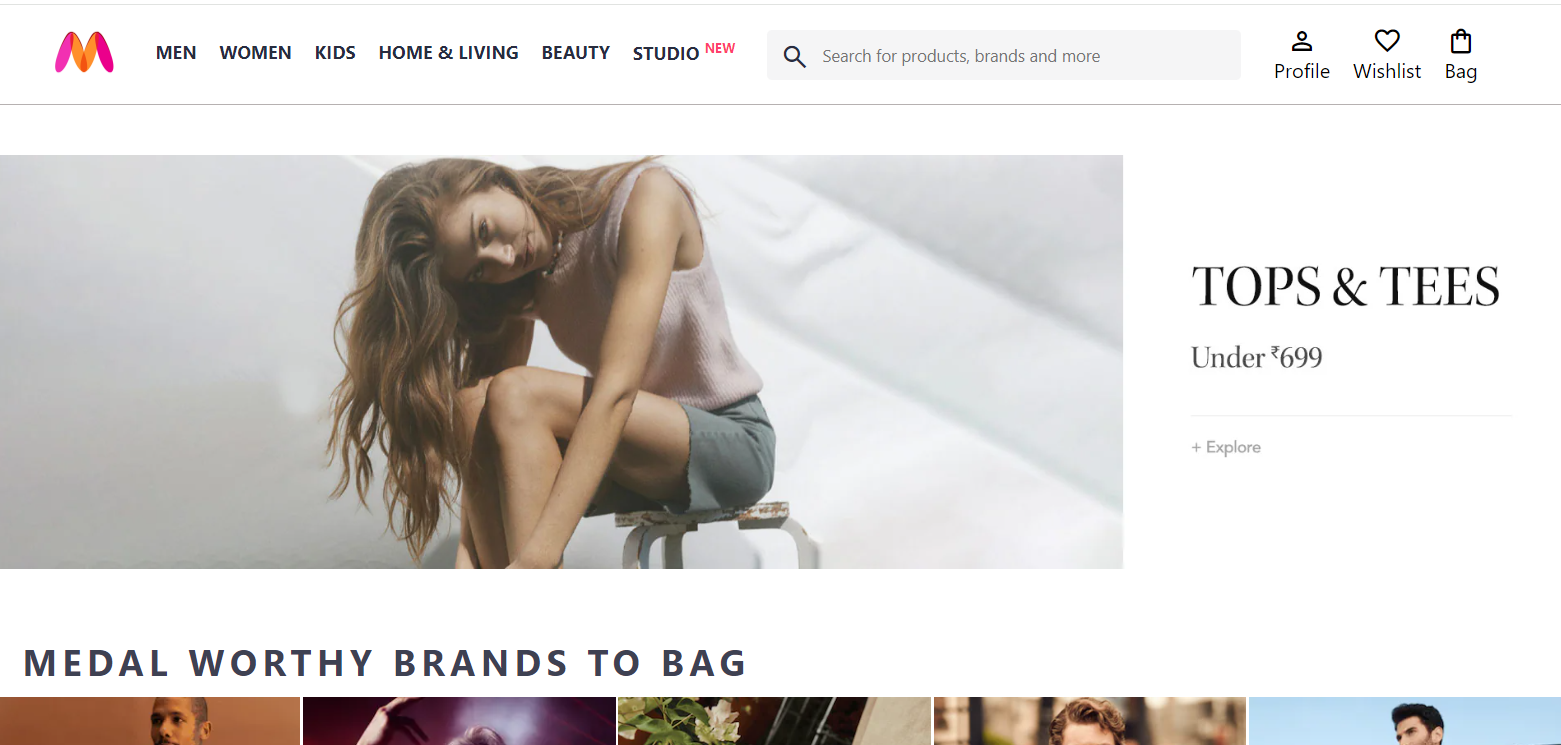 MEN WOMEN KIDS HOME & LIVING BEAUTY STUDIO NEW
Search for products, brands and more
Profile Wishlist Bag
TOPS & TEES
Under ₹699
+ Explore
MEDAL WORTHY BRANDS TO BAG